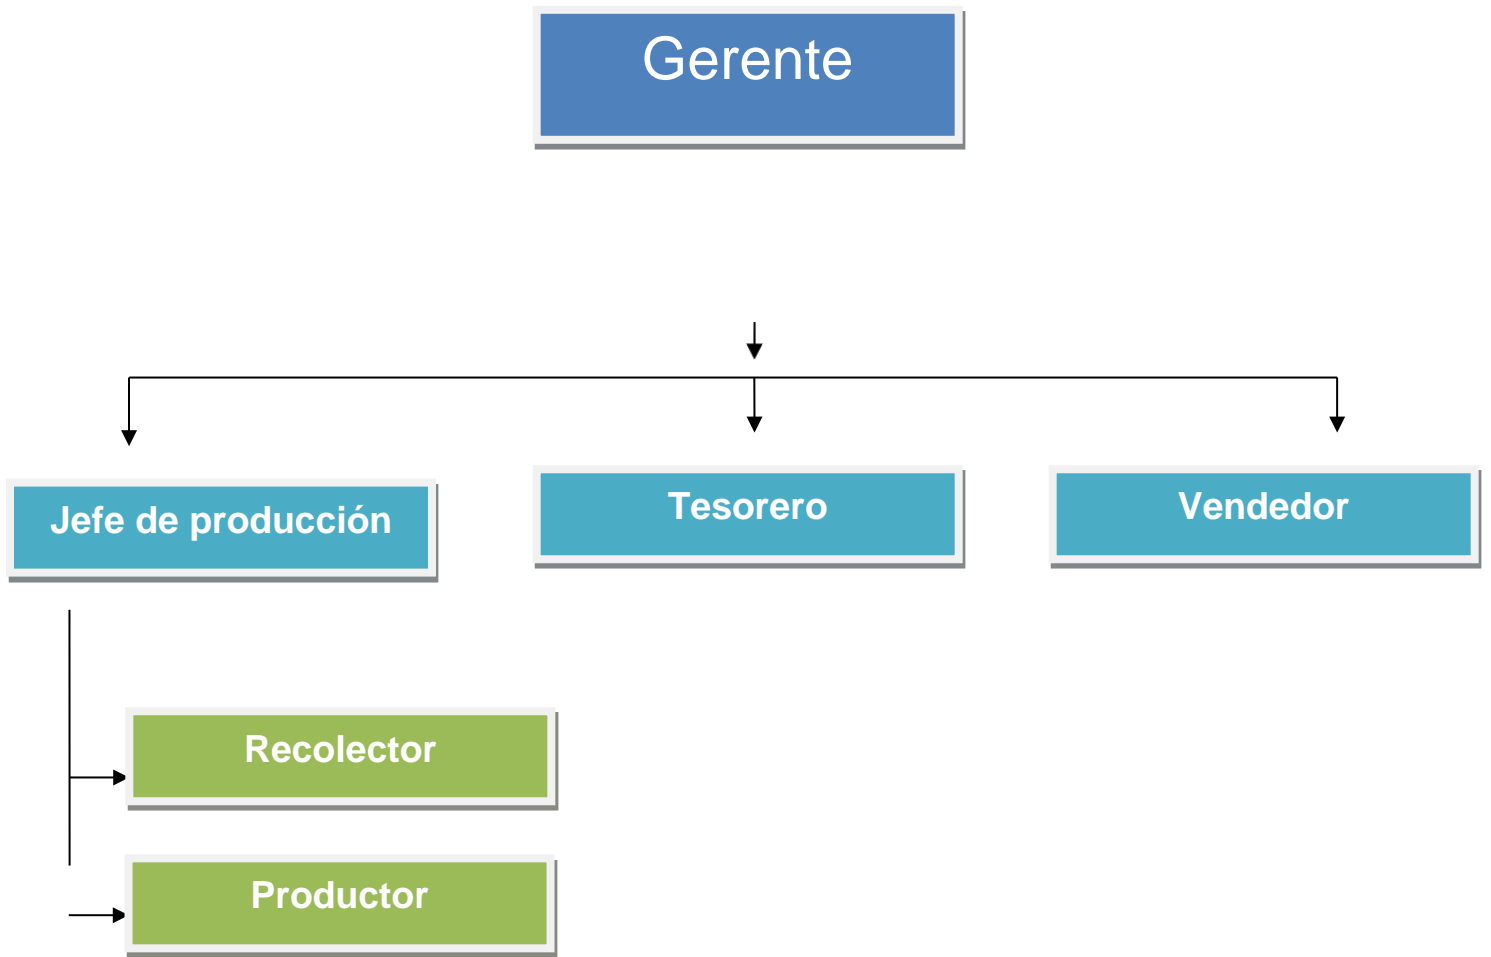 Gerente
Jefe de producción
Tesorero
Vendedor
Recolector
Productor